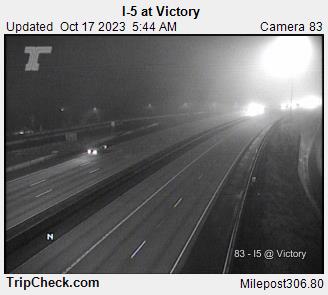 I-5 at Victory
Updated Oct 17 2023 5:44 AM Camera 83
N
83 - I5 @ Victory
TripCheck.com Milepost306.80